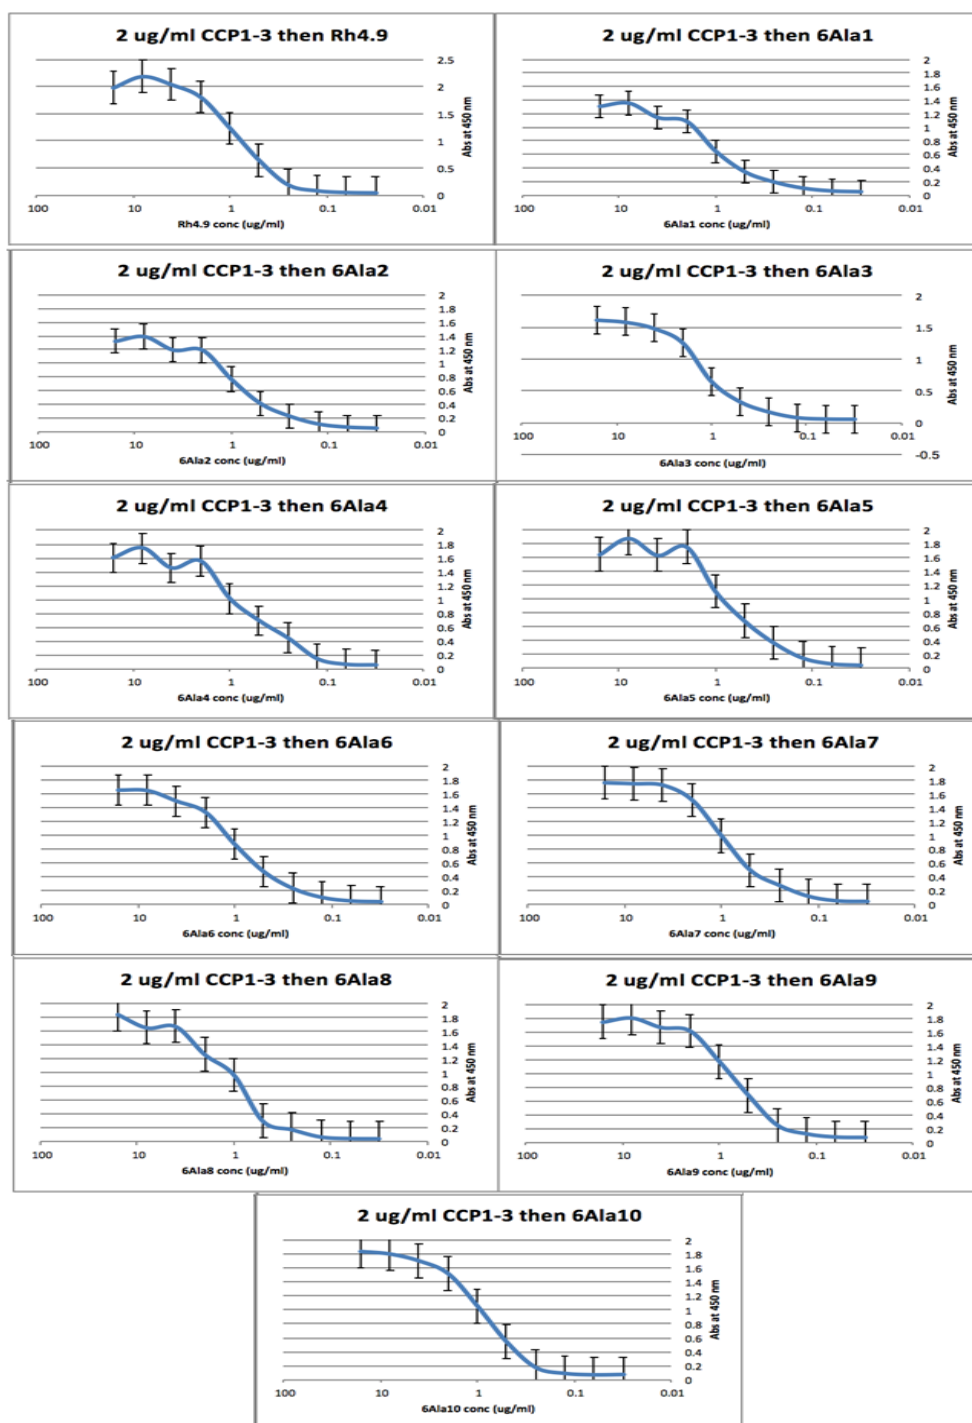 2 ug/ml CCP1-3 then Rh4.9
2.5
2
1.5
1
0.5
0
Abs at 450 nm
100 10 1 0.1 0.01
Rh4.9 conc (ug/ml)
2 ug/ml CCP1-3 then 6Ala1
2
1.8
1.6
1.4
1.2
1
0.8
0.6
0.4
0.2
0
Abs at 450 nm
100 10 1 0.1 0.01
6Ala1 conc (ug/ml)
2 ug/ml CCP1-3 then 6Ala2
2
1.8
1.6
1.4
1.2
1
0.8
0.6
0.4
0.2
0
Abs at 450 nm
100 10 1 0.1 0.01
6Ala2 conc (ug/ml)
2 ug/ml CCP1-3 then 6Ala3
2
1.5
1
0.5
0
-0.5
Abs at 450 nm
100 10 1 0.1 0.01
6Ala3 conc (ug/ml)
2 ug/ml CCP1-3 then 6Ala4
2
1.8
1.6
1.4
1.2
1
0.8
0.6
0.4
0.2
0
Abs at 450 nm
100 10 1 0.1 0.01
6Ala4 conc (ug/ml)
2 ug/ml CCP1-3 then 6Ala5
2
1.8
1.6
1.4
1.2
1
0.8
0.6
0.4
0.2
0
Abs at 450 nm
100 10 1 0.1 0.01
6Ala5 conc (ug/ml)
2 ug/ml CCP1-3 then 6Ala6
2
1.8
1.6
1.4
1.2
1
0.8
0.6
0.4
0.2
0
Abs at 450 nm
100 10 1 0.1 0.01
6Ala6 conc (ug/ml)
2 ug/ml CCP1-3 then 6Ala7
2
1.8
1.6
1.4
1.2
1
0.8
0.6
0.4
0.2
0
Abs at 450 nm
100 10 1 0.1 0.01
6Ala7 conc (ug/ml)
2 ug/ml CCP1-3 then 6Ala8
2
1.8
1.6
1.4
1.2
1
0.8
0.6
0.4
0.2
0
Abs at 450 nm
100 10 1 0.1 0.01
6Ala8 conc (ug/ml)
2 ug/ml CCP1-3 then 6Ala9
2
1.8
1.6
1.4
1.2
1
0.8
0.6
0.4
0.2
0
Abs at 450 nm
100 10 1 0.1 0.01
6Ala9 conc (ug/ml)
2 ug/ml CCP1-3 then 6Ala10
2
1.8
1.6
1.4
1.2
1
0.8
0.6
0.4
0.2
0
Abs at 450 nm
100 10 1 0.1 0.01
6Ala10 conc (ug/ml)